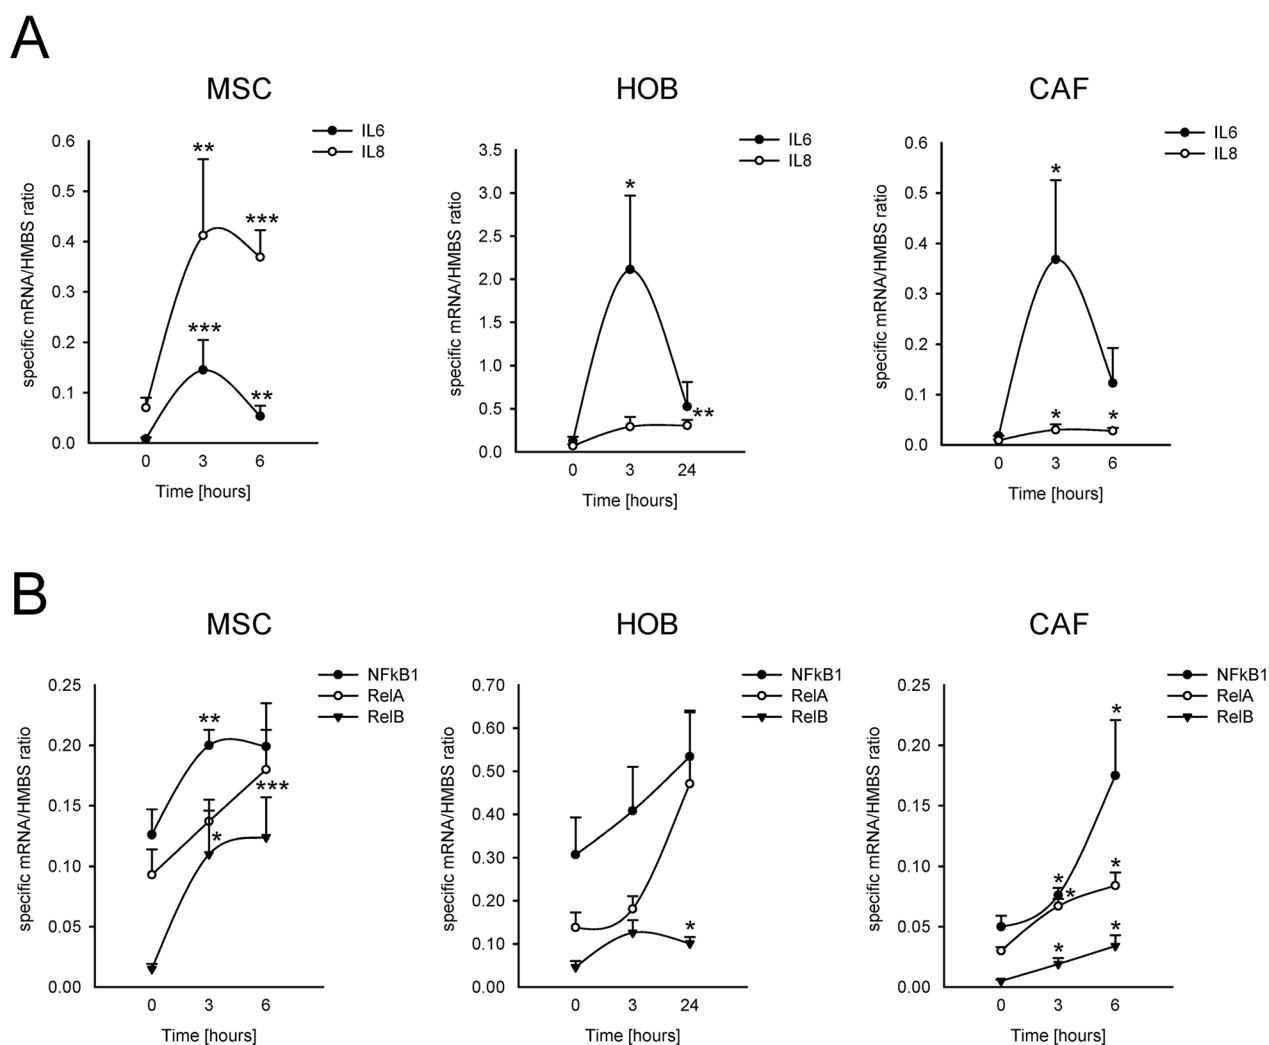 A
MSC
HOB
CAF
IL6
IL8
IL6
IL8
IL6
IL8
specific mRNA/HMBS ratio
0.6
0.5
0.4
0.3
0.2
0.1
0.0
**
***
***
**
0
3
6
Time [hours]
specific mRNA/HMBS ratio
3.5
3.0
2.5
2.0
1.5
1.0
0.5
0.0
*
**
0
3
24
Time [hours]
specific mRNA/HMBS ratio
0.6
0.5
0.4
0.3
0.2
0.1
0.0
*
*
*
0
3
6
Time [hours]
B
MSC
HOB
CAF
NFkB1
RelA
RelB
NFkB1
RelA
RelB
NFkB1
RelA
RelB
specific mRNA/HMBS ratio
0.25
0.20
0.15
0.10
0.05
0.00
**
***
*
0
3
6
Time [hours]
specific mRNA/HMBS ratio
0.70
0.60
0.50
0.40
0.30
0.20
0.10
0.00
*
0
3
24
Time [hours]
specific mRNA/HMBS ratio
0.25
0.20
0.15
0.10
0.05
0.00
*
*
*
*
*
*
0
3
6
Time [hours]